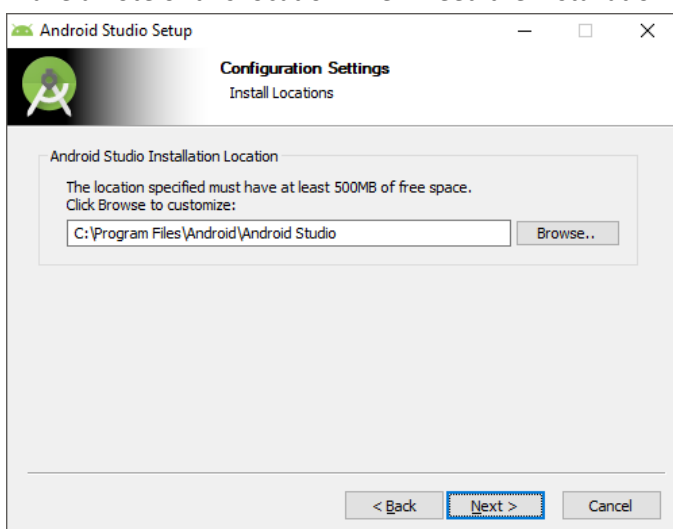 Android Studio Setup
Configuration Settings
Install Locations
Android Studio Installation Location
The location specified must have at least 500MB of free space.
Click Browse to customize:
C:\Program Files\Android\Android Studio
Browse..
< Back
Next >
Cancel